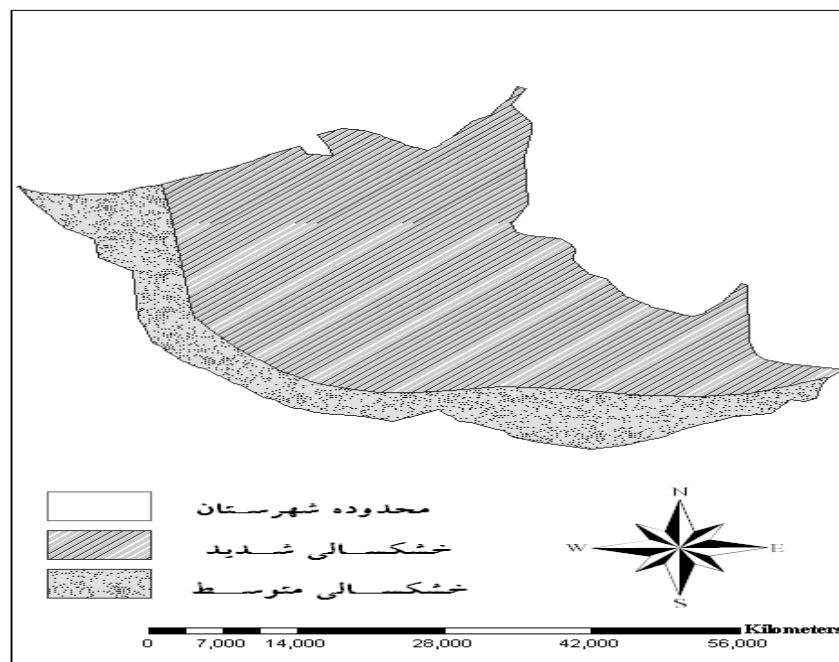 محدوده شهرستان
خشکسالی شدید
خشکسالی متوسط
N
W E
S
Kilometers
0 7,000 14,000 28,000 42,000 56,000